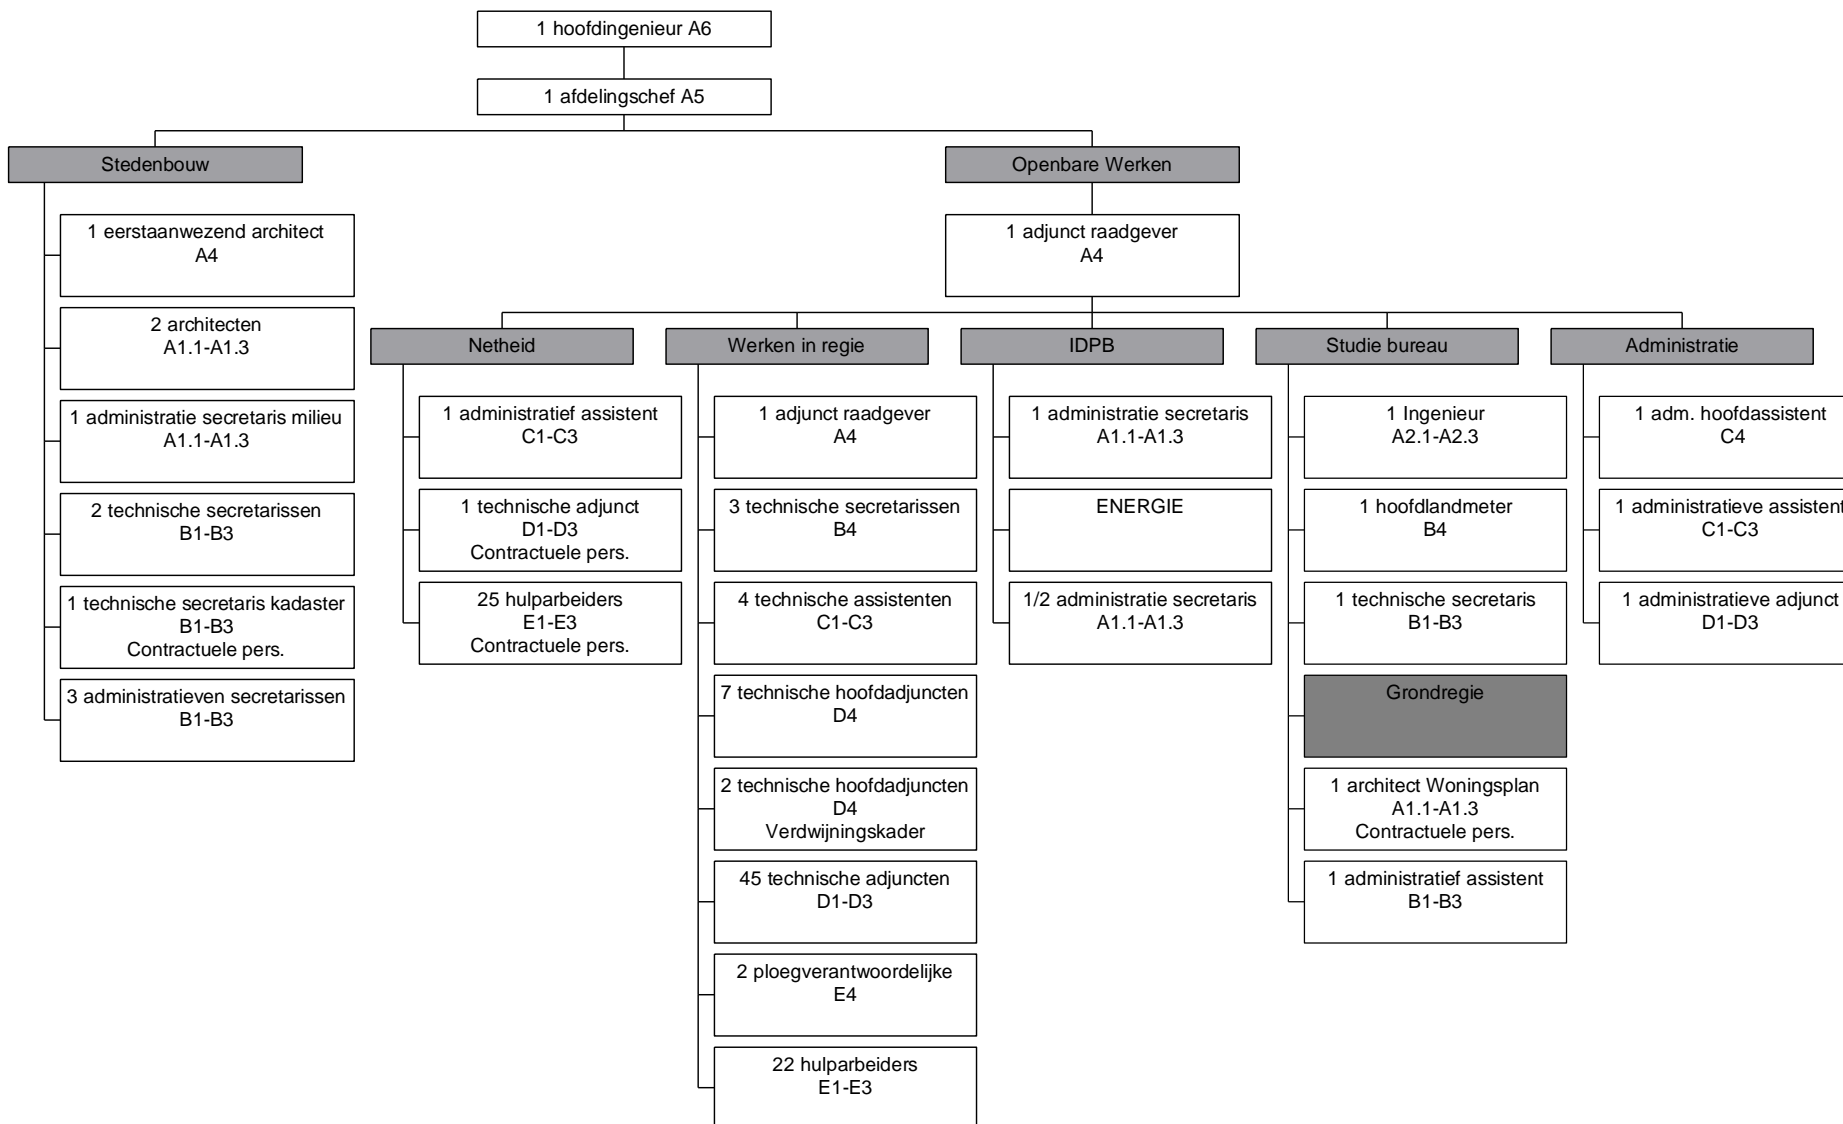 1 hoofdingenieur A6
1 afdelingschef A5
Stedenbouw
1 eerstaanwezend architect
A4
2 architecten
A1.1-A1.3
1 administratie secretaris milieu
A1.1-A1.3
2 technische secretarissen
B1-B3
1 technische secretaris kadaster
B1-B3
Contractuele pers.
3 administratieven secretarissen
B1-B3
Openbare Werken
1 adjunct raadgever
A4
Netheid
1 administratief assistent
C1-C3
1 technische adjunct
D1-D3
Contractuele pers.
25 hulparbeiders
E1-E3
Contractuele pers.
Werken in regie
1 adjunct raadgever
A4
3 technische secretarissen
B4
4 technische assistenten
C1-C3
7 technische hoofdadjuncten
D4
2 technische hoofdadjuncten
D4
Verdwijningskader
45 technische adjuncten
D1-D3
2 ploegverantwoordelijke
E4
22 hulparbeiders
E1-E3
IDPB
1 administratie secretaris
A1.1-A1.3
ENERGIE
1/2 administratie secretaris
A1.1-A1.3
Studie bureau
1 Ingenieur
A2.1-A2.3
1 hoofdlandmeter
B4
1 technische secretaris
B1-B3
Grondregie
1 architect Woningsplan
A1.1-A1.3
Contractuele pers.
1 administratief assistent
B1-B3
Administratie
1 adm. hoofdassistent
C4
1 administratieve assistent
C1-C3
1 administratieve adjunct
D1-D3